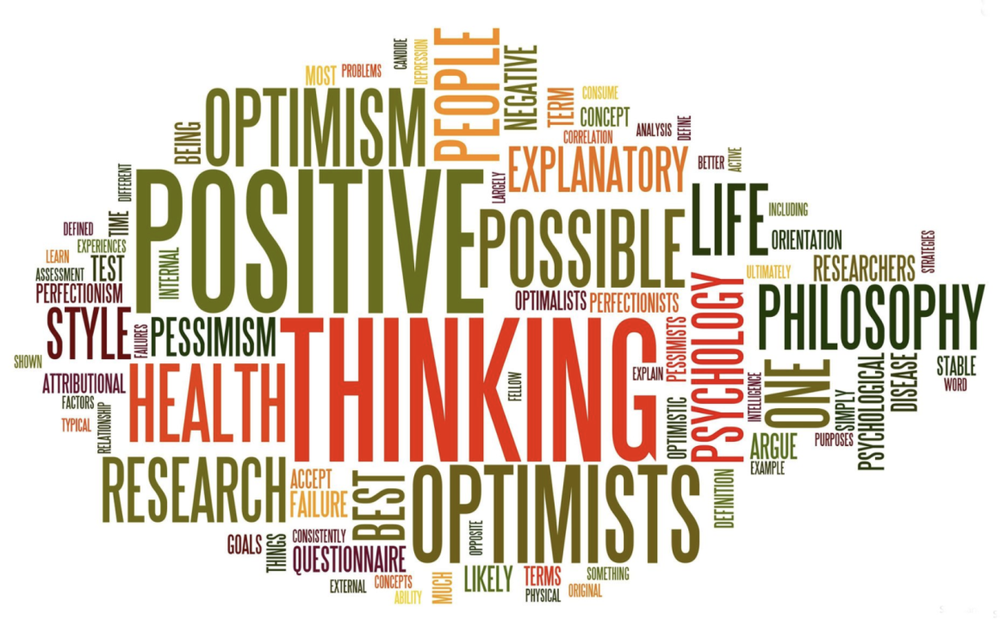 CANDIDE
DEPRESSION
PEOPLE
NEGATIVE
MOST
PROBLEMS
OPTIMISM
BEING
TERM
CONSUME
CONCEPT
CORRELATION
ANALYSIS
DEFINE
EXPLANATORY
BETTER
ACTIVE
LARGELY
DIFFERENT
POSITIVE
POSSIBLE
LIFE
INCLUDING
ORIENTATION
TIME
DEFINED
EXPERIENCES
LEARN
TEST
ASSESSMENT
INTERNAL
PERFECTIONISM
RESEARCHERS
STRATEGIES
ULTIMATELY
OPTIMALISTS
PERFECTIONISTS
PHILOSOPHY
STYLE
FAILURES
PESSIMISM
THINKING
PESSIMISTS
PSYCHOLOGY
SHOWN
ATTRIBUTIONAL
HEALTH
FELLOW
EXPLAIN
INTELLIGENCE
ONE
SIMPLY
PSYCHOLOGICAL
DISEASE
STABLE
WORD
FACTORS
TYPICAL
RELATIONSHIP
OPTIMISTIC
ARGUE
PURPOSES
EXAMPLE
RESEARCH
ACCEPT
FAILURE
BEST
OPTIMISTS
DEFINITION
GOALS
THINGS
CONSISTENTLY
QUESTIONNAIRE
OPPOSITE
EXTERNAL
CONCEPTS
ABILITY
MUCH
LIKELY
TERMS
SOMETHING
PHYSICAL
ORIGINAL